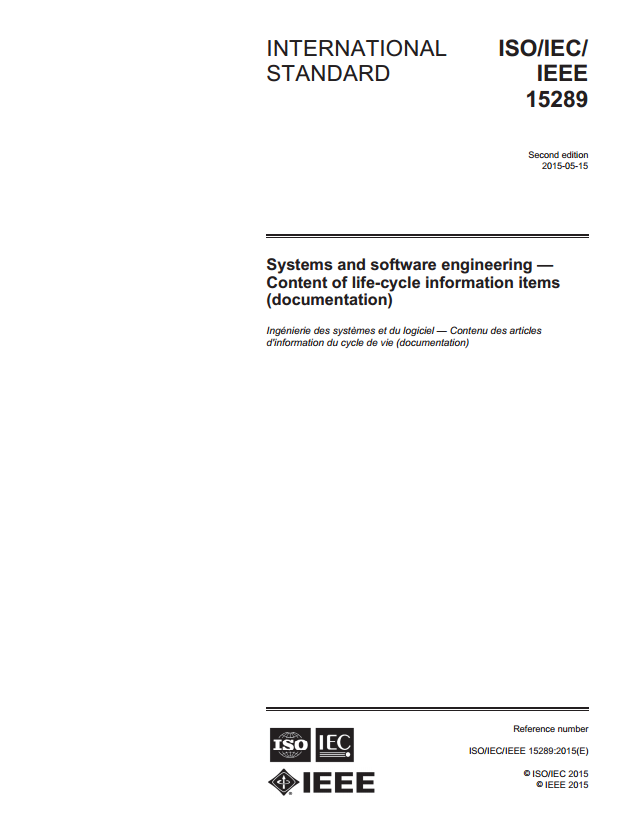 INTERNATIONAL STANDARD
ISO/IEC/
IEEE
15289
Second edition
2015-05-15
Systems and software engineering —
Content of life-cycle information items
(documentation)
Ingénierie des systèmes et du logiciel — Contenu des articles
d'information du cycle de vie (documentation)
ISO
IEC
IEEE
Reference number
ISO/IEC/IEEE 15289:2015(E)
© ISO/IEC 2015
© IEEE 2015